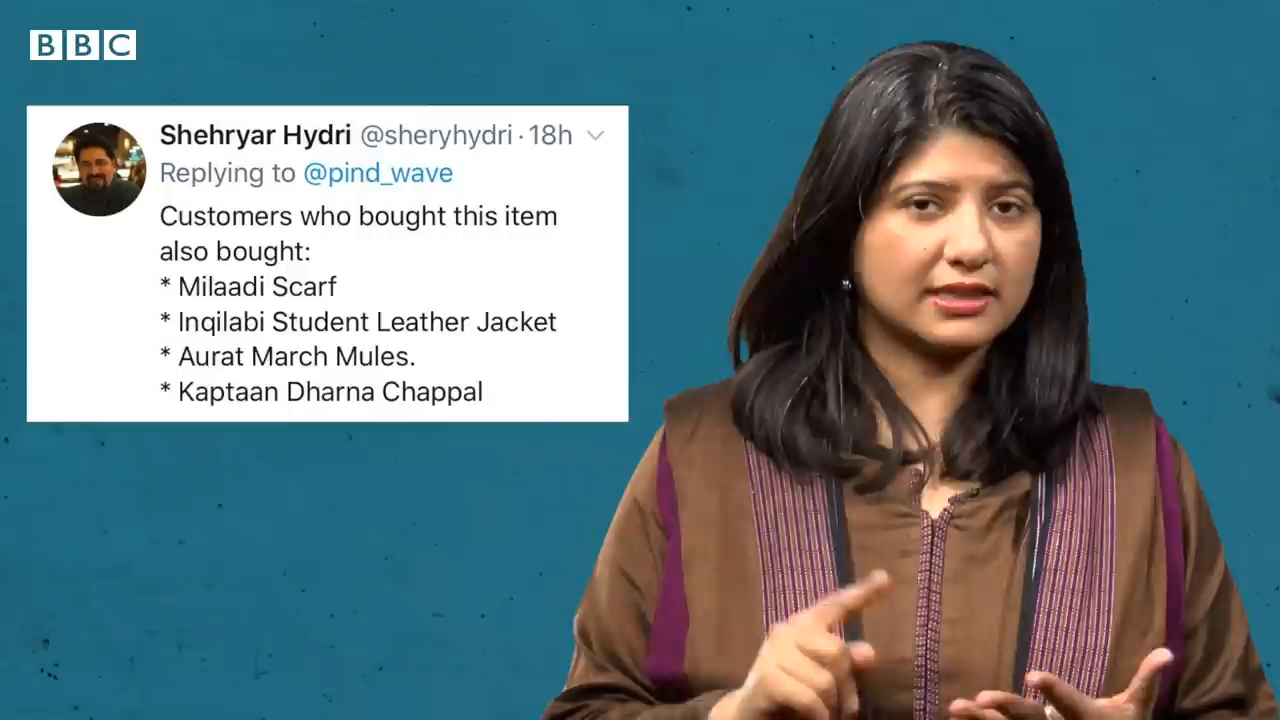 BBC
Shehryar Hydri @sheryhydri · 18h
Replying to @pind_wave
Customers who bought this item
also bought:
* Milaadi Scarf
* Inqilabi Student Leather Jacket
* Aurat March Mules.
* Kaptaan Dharna Chappal